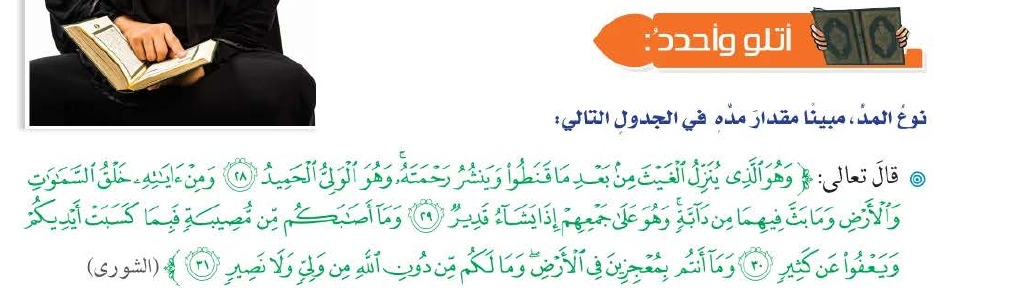 أتلو وأحدد:
نوعُ المدِّ، مبينًا مقدارَ مدِّهِ في الجدولِ التالي:
قالَ تعالى: ﴿ وَهُوَ ٱلَّذِى يُنَزِّلُ ٱلْغَيْثَ مِنۢ بَعْدِ مَا قَنَطُوا۟ وَيَنشُرُ رَحْمَتَهُۥۚ وَهُوَ ٱلْوَلِىُّ ٱلْحَمِيدُ ٢٨ وَمِنْ ءَايَـٰتِهِۦ خَلْقُ ٱلسَّمَـٰوَٰتِ
وَٱلْأَرْضِ وَمَا بَثَّ فِيهِمَا مِن دَآبَّةٍۚ وَهُوَ عَلَىٰ جَمْعِهِمْ إِذَا يَشَآءُ قَدِيرٌ ٢٩ وَمَآ أَصَـٰبَكُم مِّن مُّصِيبَةٍ فَبِمَا كَسَبَتْ أَيْدِيكُمْ
وَيَعْفُوا۟ عَن كَثِيرٍ ٣٠ وَمَآ أَنتُم بِمُعْجِزِينَ فِى ٱلْأَرْضِۖ وَمَا لَكُم مِّن دُونِ ٱللَّهِ مِن وَلِىٍّ وَلَا نَصِيرٍ ٣١ ﴾ (الشورى)